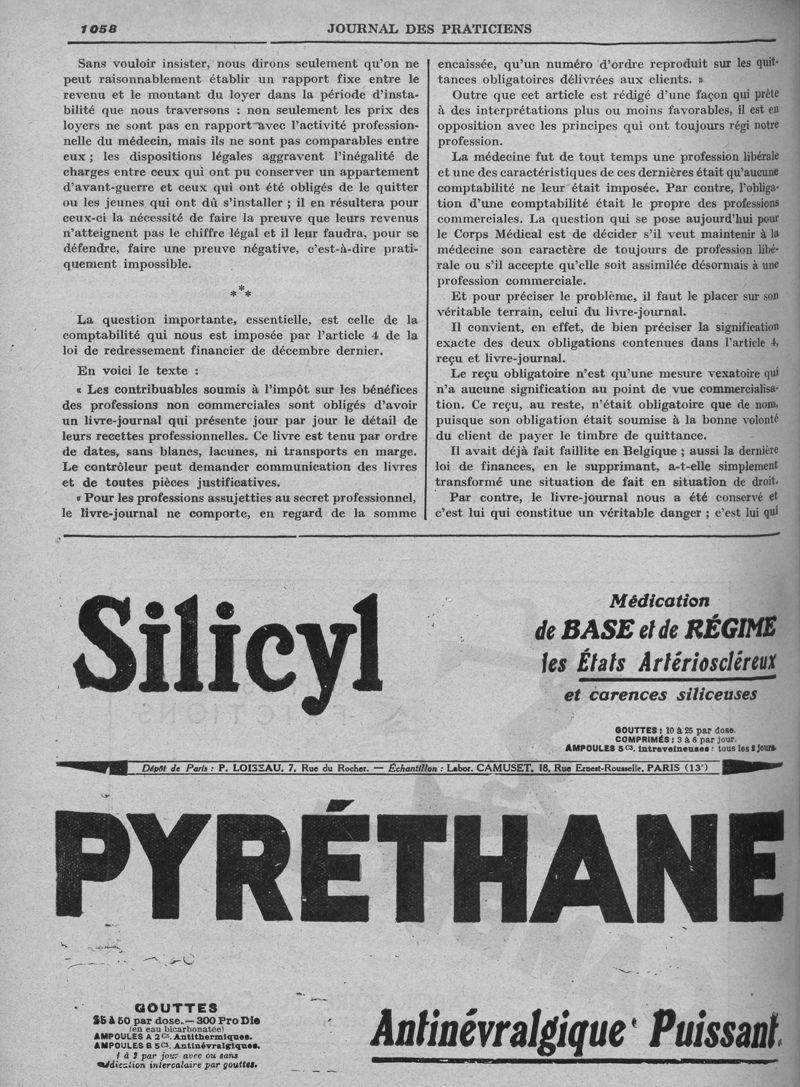 1058
JOURNAL DES PRATICIENS
Sans vouloir insister, nous dirons seulement qu'on ne
peut raisonnablement établir un rapport fixe entre le
revenu et le montant du loyer dans la période d'insta-
bilité que nous traversons : non seulement les prix des
loyers ne sont pas en rapport avec l'activité profession-
nelle du médecin, mais ils ne sont pas comparables entre
eux ; les dispositions légales aggravent l'inégalité de
charges entre ceux qui ont pu conserver un appartement
d'avant-guerre et ceux qui ont été obligés de le quitter
ou les jeunes qui ont dû s'installer ; il en résultera pour
ceux-ci la nécessité de faire la preuve que leurs revenus
n'atteignent pas le chiffre légal et il leur faudra, pour se
défendre, faire une preuve négative, c'est-à-dire prati-
quement impossible.
***
La question importante, essentielle, est celle de la
comptabilité qui nous est imposée par l'article 4 de la
loi de redressement financier de décembre dernier.
En voici le texte :
« Les contribuables soumis à l'impôt sur les bénéfices
des professions non commerciales sont obligés d'avoir
un livre-journal qui présente jour par jour le détail de
leurs recettes professionnelles. Ce livre est tenu par ordre
de dates, sans blancs, lacunes, ni transports en marge.
Le contrôleur peut demander communication des livres
et de toutes pièces justificatives.
« Pour les professions assujetties au secret professionnel,
le livre-journal ne comporte, en regard de la somme
encaissée, qu'un numéro d'ordre reproduit sur les quit-
tances obligatoires délivrées aux clients. »
Outre que cet article est rédigé d'une façon qui prête
à des interprétations plus ou moins favorables, il est en
opposition avec les principes qui ont toujours régi notre
profession.
La médecine fut de tout temps une profession libérale
et une des caractéristiques de ces dernières était qu'aucune
comptabilité ne leur était imposée. Par contre, l'obliga-
tion d'une comptabilité était le propre des professions
commerciales. La question qui se pose aujourd'hui pour
le Corps Médical est de décider s'il veut maintenir à la
médecine son caractère de toujours de profession libé-
rale ou s'il accepte qu'elle soit assimilée désormais à une
profession commerciale.
Et pour préciser le problème, il faut le placer sur son
véritable terrain, celui du livre-journal.
Il convient, en effet, de bien préciser la signification
exacte des deux obligations contenues dans l'article 4,
reçu et livre-journal.
Le reçu obligatoire n'est qu'une mesure vexatoire qui
n'a aucune signification au point de vue commercialisa-
tion. Ce reçu, au reste, n'était obligatoire que de nom,
puisque son obligation était soumise à la bonne volonté
du client de payer le timbre de quittance.
Il avait déjà fait faillite en Belgique ; aussi la dernière
loi de finances, en le supprimant, a-t-elle simplement
transformé une situation de fait en situation de droit.
Par contre, le livre-journal nous a été conservé et
c'est lui qui constitue un véritable danger ; c'est lui qui
Silicyl
Médication
de BASE et de RÉGIME
les États Artérioscléreux
et carences siliceuses
GOUTTES : 10 à 25 par dose.
COMPRIMÉS : 3 à 6 par jour.
AMPOULES 5 c3. intraveineuses : tous les 2 jours.
Dépôt de Paris : P. LOISEAU, 7, Rue du Rocher. — Échantillon : Labor. CAMUSET, 18, Rue Ernest-Rousselle, PARIS (13e)
PYRÉTHANE
GOUTTES
25 à 50 par dose. — 300 Pro Die
(en eau bicarbonatée)
AMPOULES A 2 c3. Antithermiques.
AMPOULES B 5 c3. Antinévralgiques.
1 à 2 par jour avec ou sans
médication intercalaire par gouttes.
Antinévralgique Puissant.